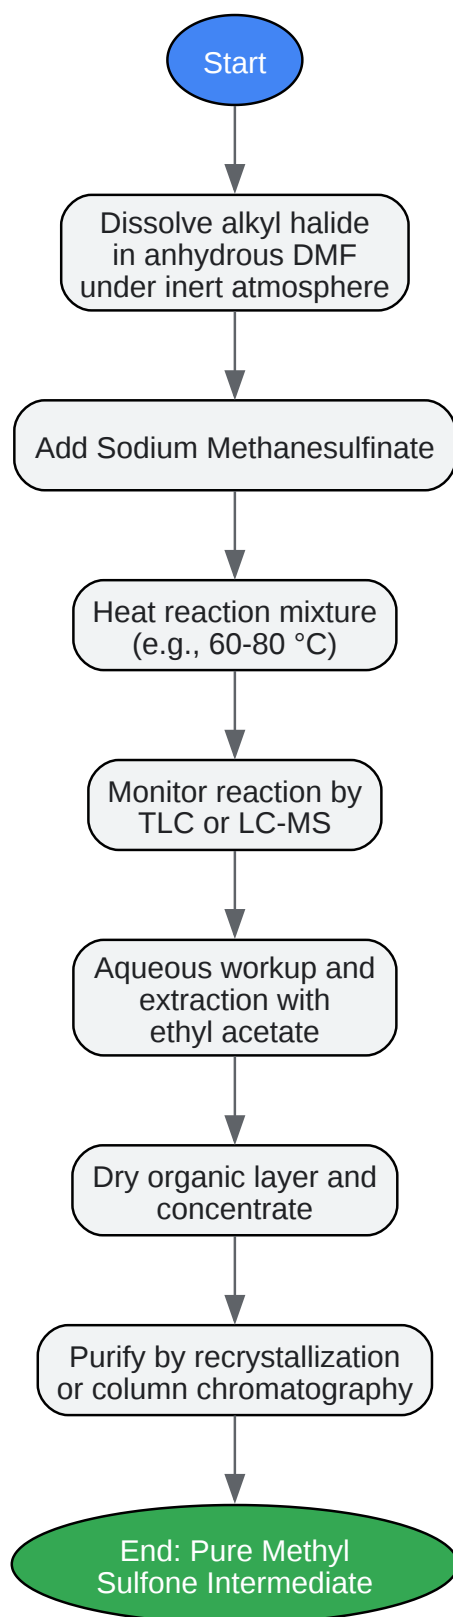 Start
Dissolve alkyl halide
in anhydrous DMF
under inert atmosphere
Add Sodium Methanesulfinate
Heat reaction mixture
(e.g., 60-80 °C)
Monitor reaction by
TLC or LC-MS
Aqueous workup and
extraction with
ethyl acetate
Dry organic layer and
concentrate
Purify by recrystallization
or column chromatography
End: Pure Methyl
Sulfone Intermediate